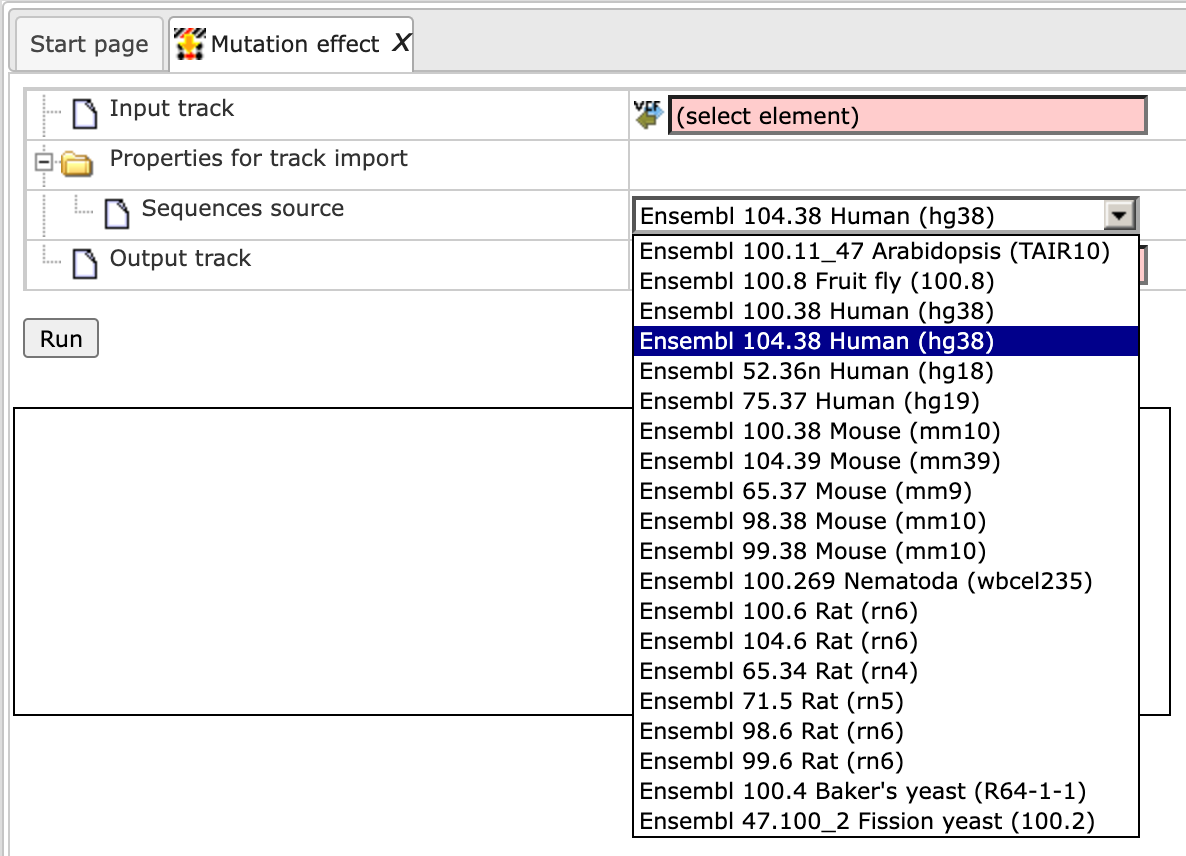 Start page
Mutation effect X
Input track
VCF
(select element)
Properties for track import
Sequences source
Ensembl 104.38 Human (hg38)
Output track
Run
Ensembl 100.11_47 Arabidopsis (TAIR10)
Ensembl 100.8 Fruit fly (100.8)
Ensembl 100.38 Human (hg38)
Ensembl 104.38 Human (hg38)
Ensembl 52.36n Human (hg18)
Ensembl 75.37 Human (hg19)
Ensembl 100.38 Mouse (mm10)
Ensembl 104.39 Mouse (mm39)
Ensembl 65.37 Mouse (mm9)
Ensembl 98.38 Mouse (mm10)
Ensembl 99.38 Mouse (mm10)
Ensembl 100.269 Nematoda (wbcel235)
Ensembl 100.6 Rat (rn6)
Ensembl 104.6 Rat (rn6)
Ensembl 65.34 Rat (rn4)
Ensembl 71.5 Rat (rn5)
Ensembl 98.6 Rat (rn6)
Ensembl 99.6 Rat (rn6)
Ensembl 100.4 Baker's yeast (R64-1-1)
Ensembl 47.100_2 Fission yeast (100.2)